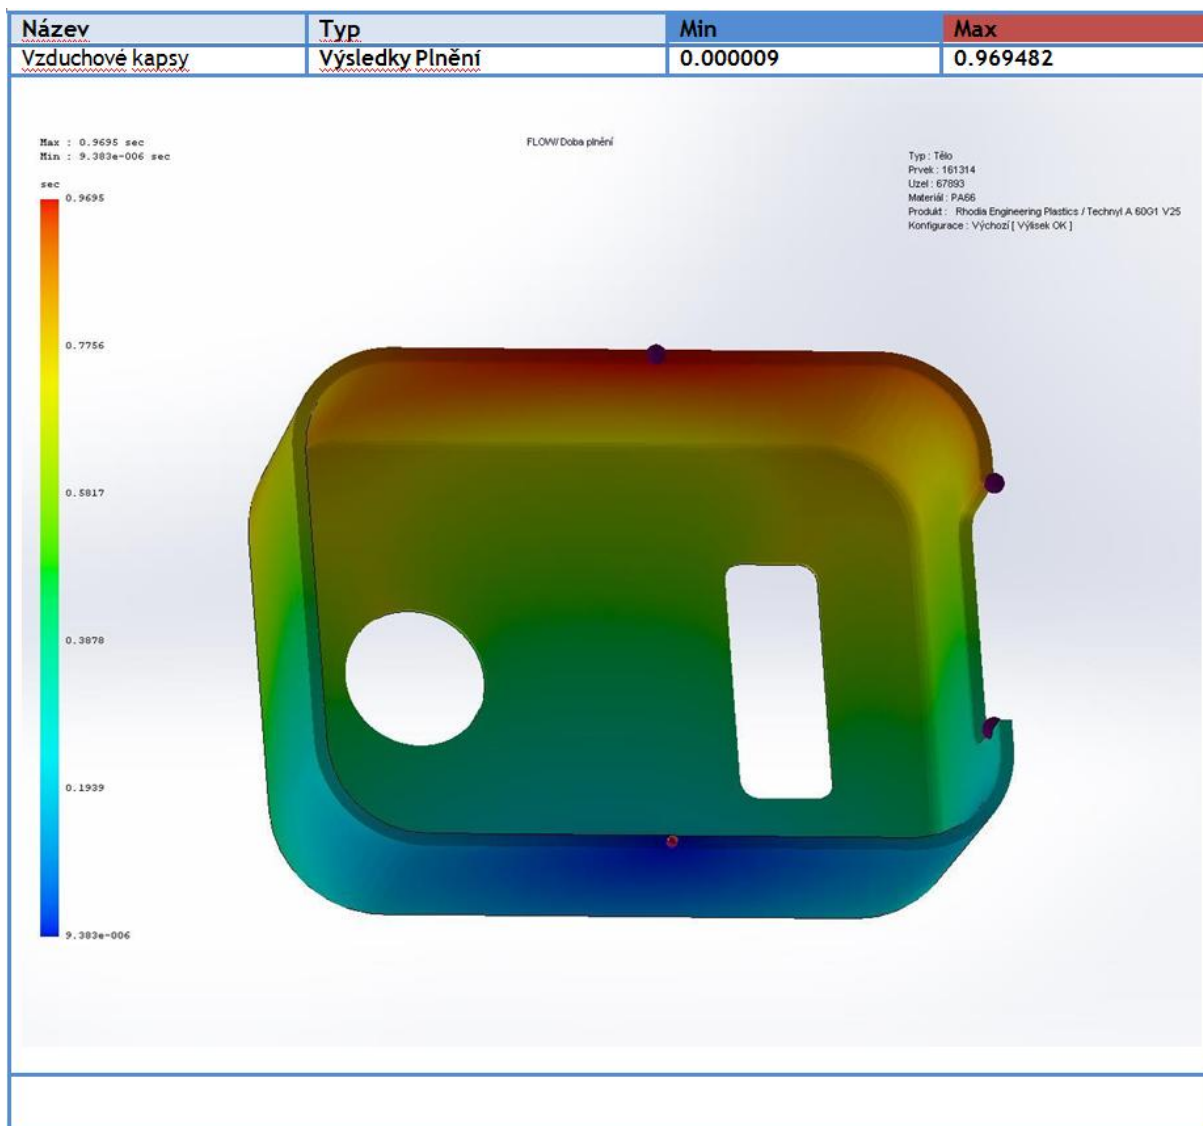 Název Typ Min Max
Vzduchové kapsy Výsledky Plnění 0.000009 0.969482
Max : 0.9695 sec
Min : 9.383e-006 sec
FLOW/Doba plnění
Typ : Tělo
Prvek : 161314
Uzel : 67893
Materiál : PA66
Produkt : Rhodia Engineering Plastics / Technyl A 60G1 V25
Konfigurace : Výchozí [ Výlisek OK ]
sec
0.9695
0.7756
0.5817
0.3878
0.1939
9.383e-006